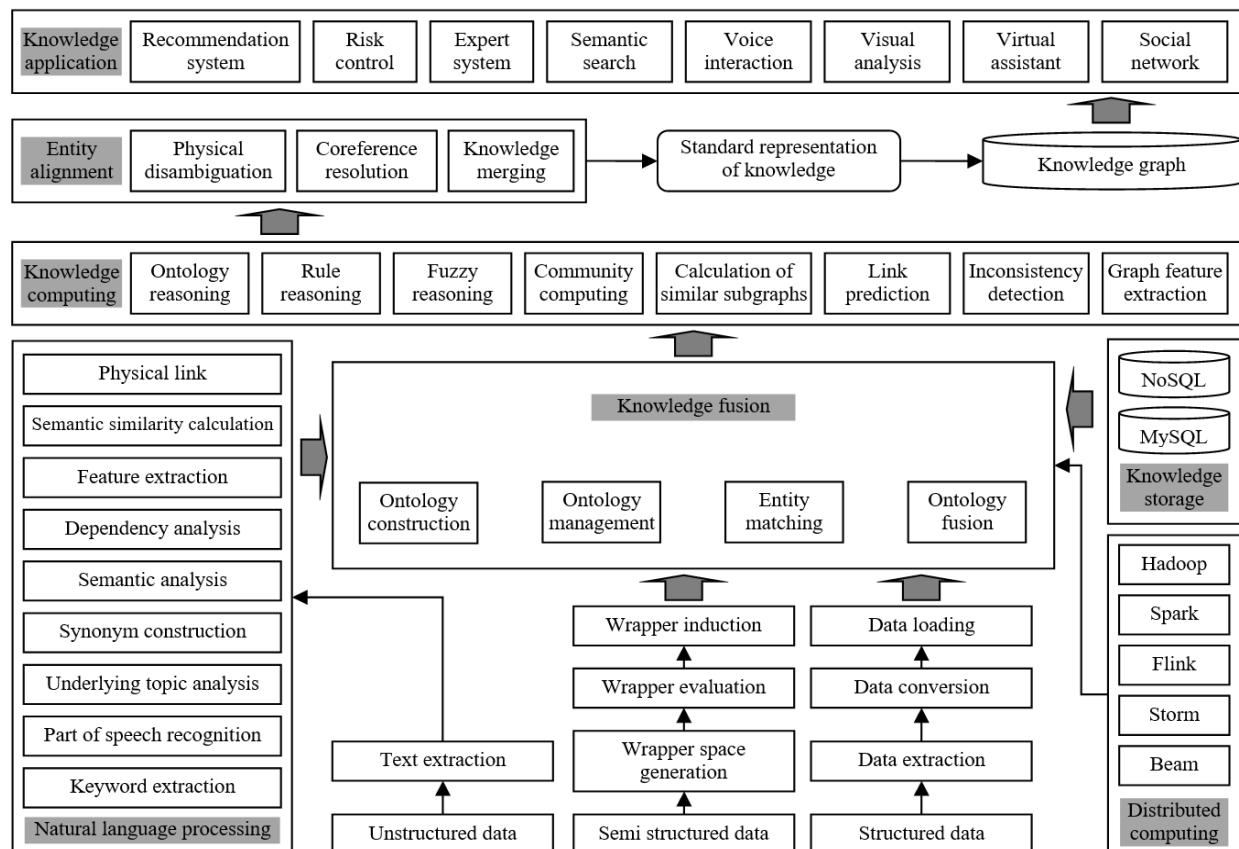 Knowledge
application
Recommendation
system
Risk
control
Expert
system
Semantic
search
Voice
interaction
Visual
analysis
Virtual
assistant
Social
network
Entity
alignment
Physical
disambiguation
Coreference
resolution
Knowledge
merging
Standard representation
of knowledge
Knowledge graph
Knowledge
computing
Ontology
reasoning
Rule
reasoning
Fuzzy
reasoning
Community
computing
Calculation of
similar subgraphs
Link
prediction
Inconsistency
detection
Graph feature
extraction
Physical link
Semantic similarity calculation
Feature extraction
Dependency analysis
Semantic analysis
Synonym construction
Underlying topic analysis
Part of speech recognition
Keyword extraction
Natural language processing
Knowledge fusion
Ontology
construction
Ontology
management
Entity
matching
Ontology
fusion
NoSQL
MySQL
Knowledge
storage
Text extraction
Unstructured data
Wrapper induction
Wrapper evaluation
Wrapper space
generation
Semi structured data
Data loading
Data conversion
Data extraction
Structured data
Hadoop
Spark
Flink
Storm
Beam
Distributed
computing